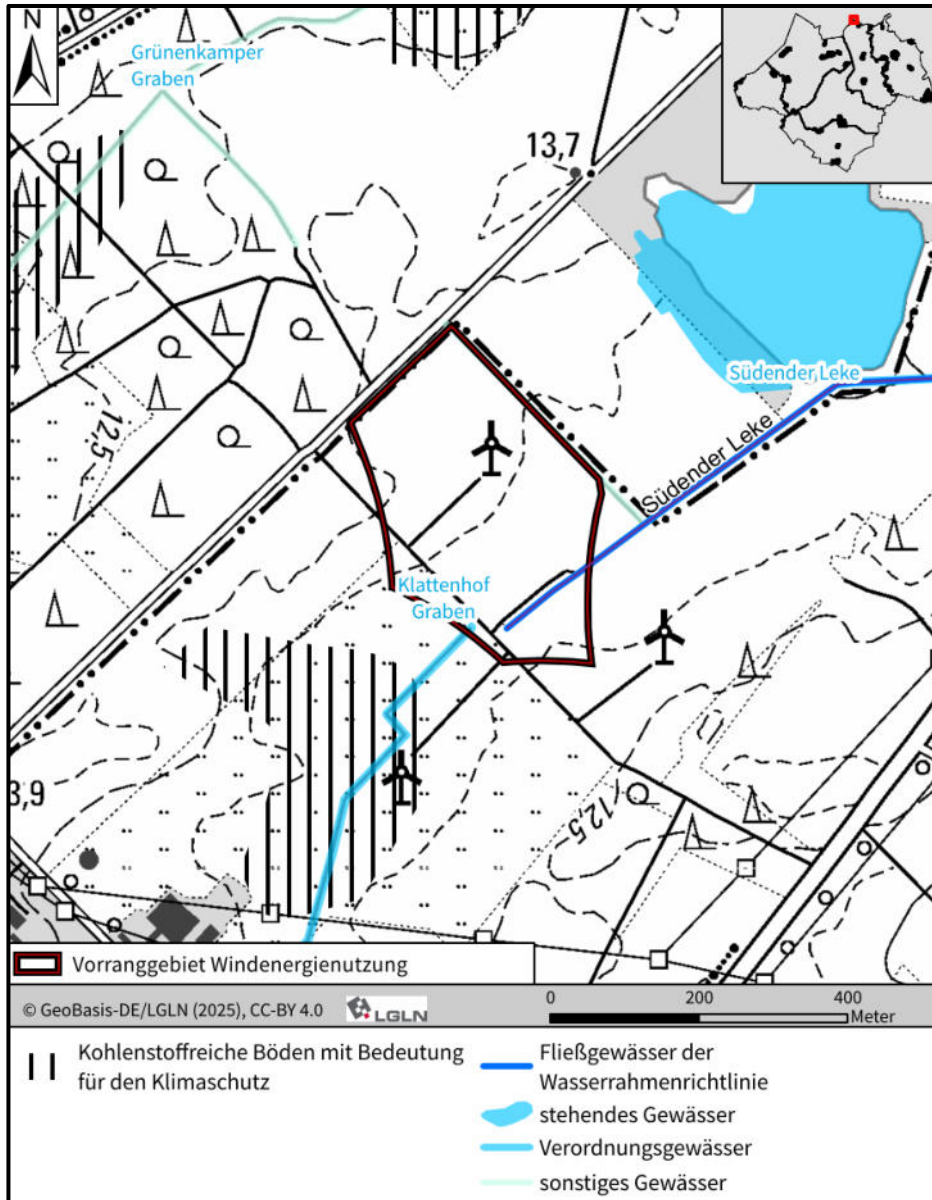 N
Grünenkamper
Graben
13,7
Südender Leke
Südender Leke
12,5
Klattenhof
Graben
3,9
12,5
Vorranggebiet Windenergienutzung
© GeoBasis-DE/LGLN (2025), CC-BY 4.0
LGLN
0 200 400
Meter
Kohlenstoffreiche Böden mit Bedeutung
für den Klimaschutz
Fließgewässer der
Wasserrahmenrichtlinie
stehendes Gewässer
Verordnungsgewässer
sonstiges Gewässer